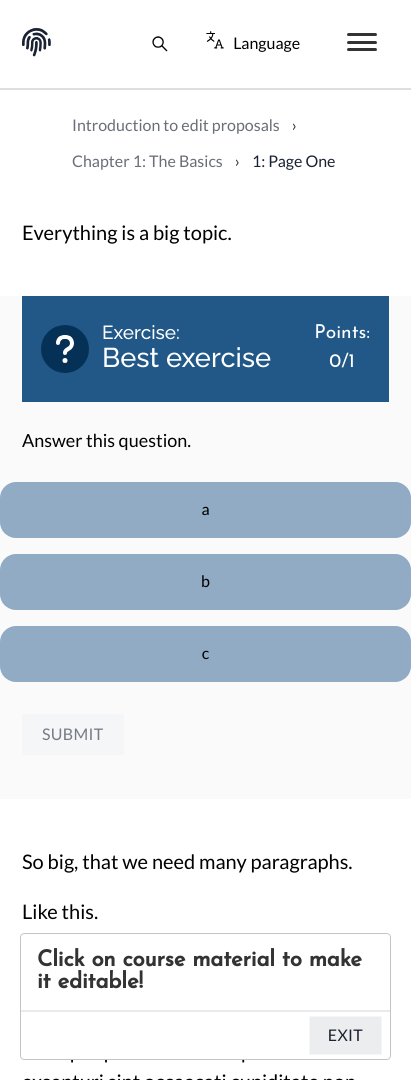 Language
Introduction to edit proposals ›
Chapter 1: The Basics › 1: Page One
Everything is a big topic.
Exercise:
Best exercise
Points:
0/1
?
Answer this question.
a
b
c
SUBMIT
So big, that we need many paragraphs.
Like this.
Click on course material to make
it editable!
EXIT